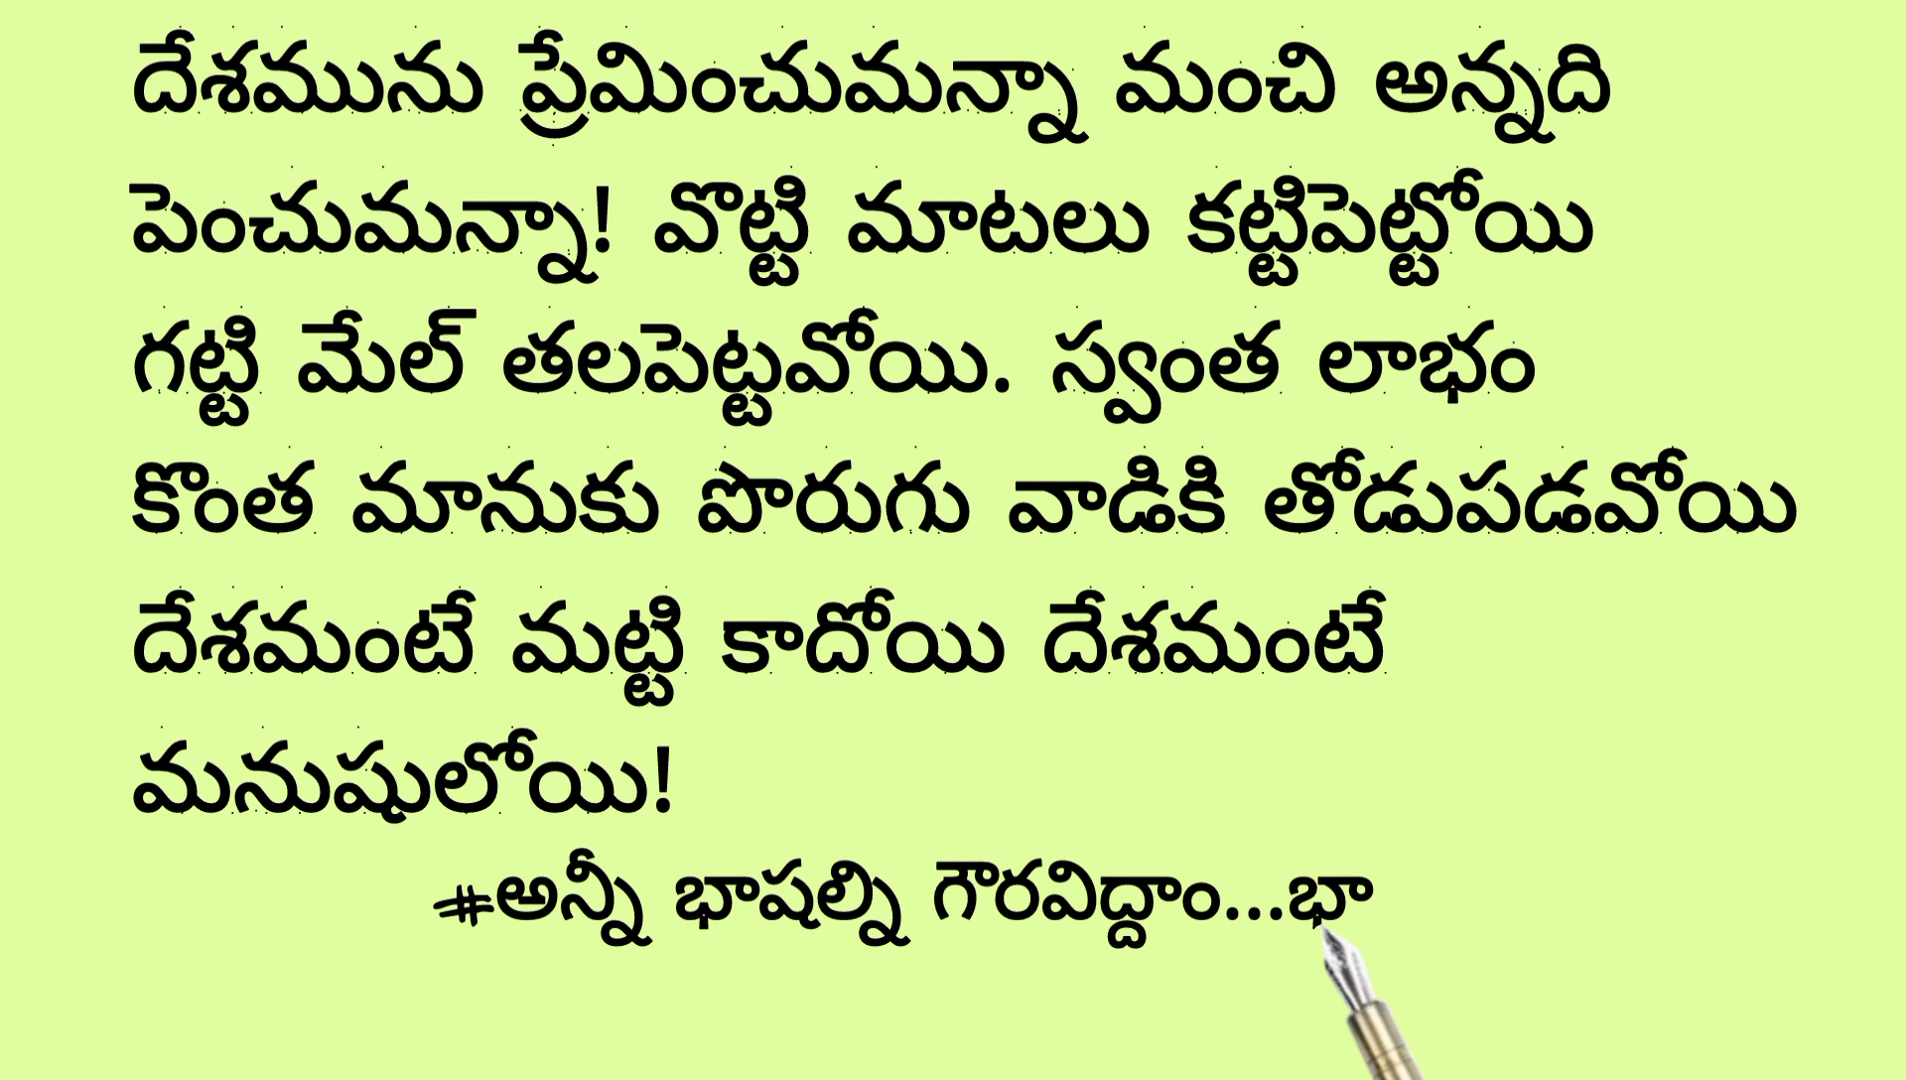 దేశమును ప్రేమించుమన్నా మంచి అన్నది
పెంచుమన్నా! వొట్టి మాటలు కట్టిపెట్టోయి
గట్టి మేల్ తలపెట్టవోయి. స్వంత లాభం
కొంత మానుకు పొరుగు వాడికి తోడుపడవోయి
దేశమంటే మట్టి కాదోయి దేశమంటే
మనుషులోయి!
#అన్నీ భాషల్ని గౌరవిద్దాం...భా